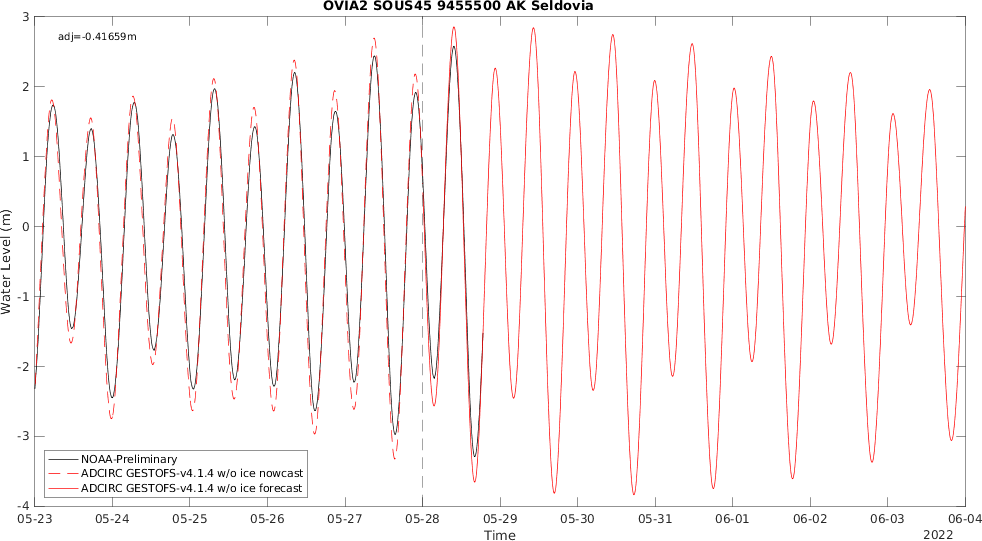 OVIA2 SOUS45 9455500 AK Seldovia
adj=-0.41659m
3
2
1
0
-1
-2
-3
-4
Water Level (m)
NOAA-Preliminary
ADCIRC GESTOFS-v4.1.4 w/o ice nowcast
ADCIRC GESTOFS-v4.1.4 w/o ice forecast
05-23 05-24 05-25 05-26 05-27 05-28 05-29 05-30 05-31 06-01 06-02 06-03 06-04
Time
2022